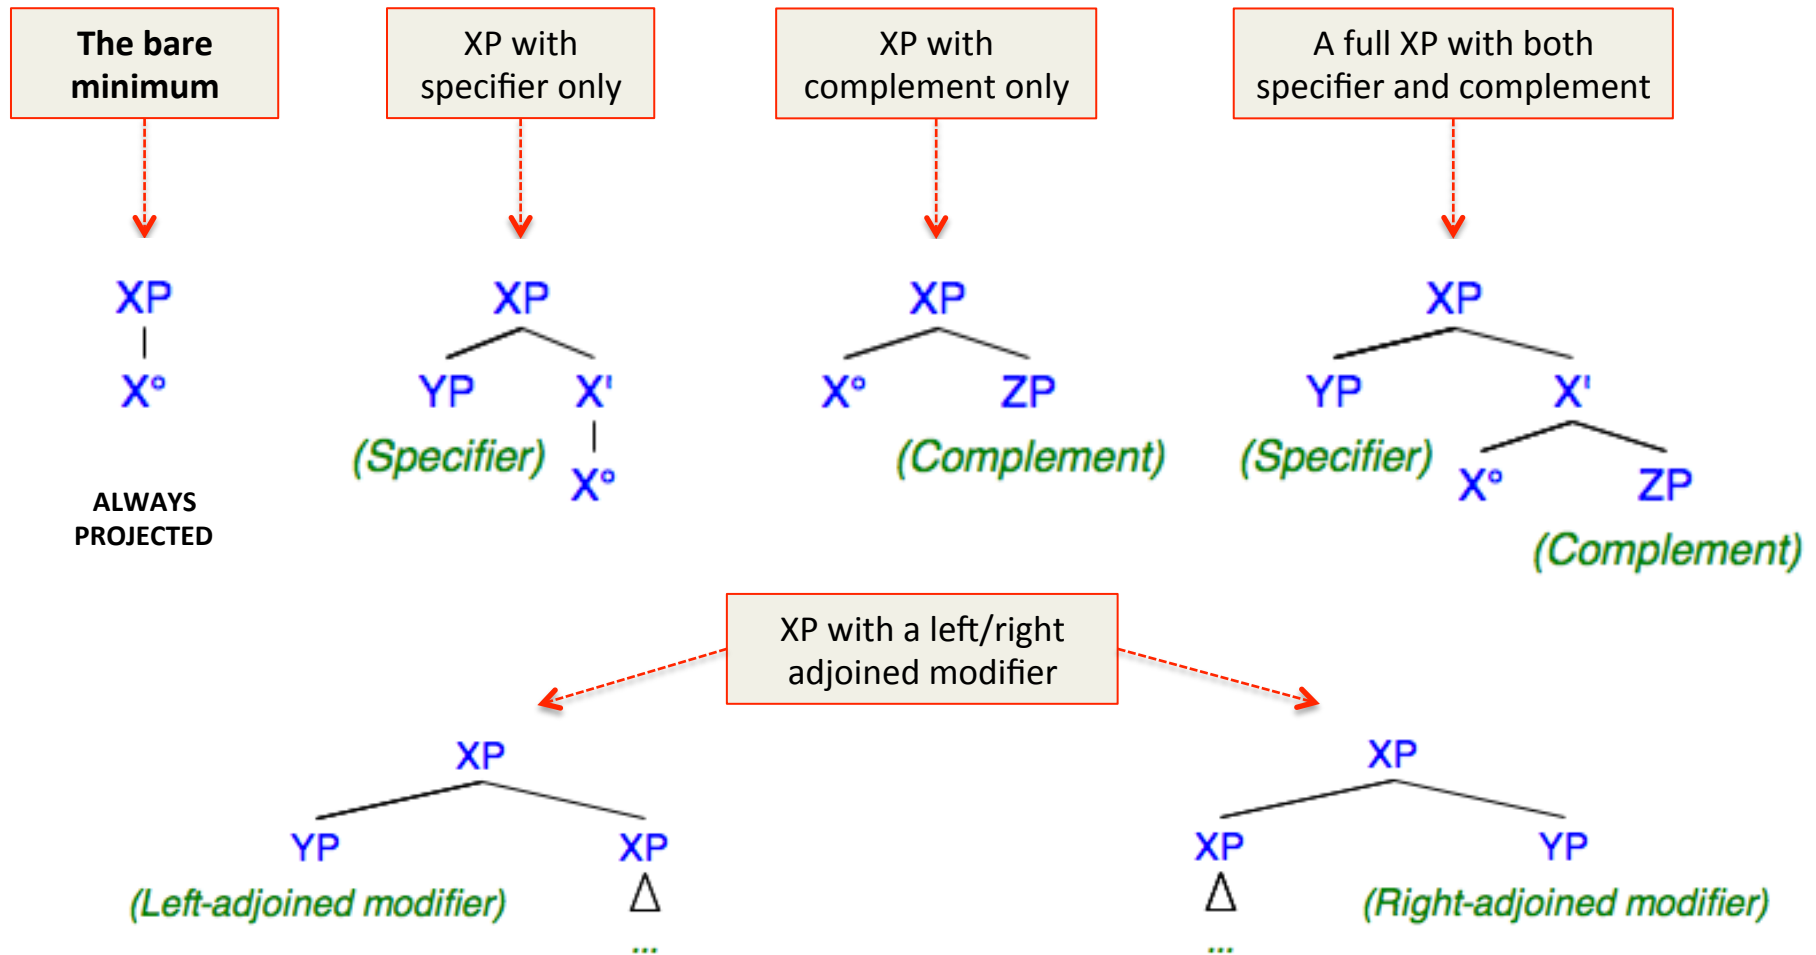 The bare
minimum
XP with
specifier only
XP with
complement only
A full XP with both
specifier and complement
XP
X°
ALWAYS
PROJECTED
XP
YP X'
(Specifier)
X°
XP
X° ZP
(Complement)
XP
YP X'
(Specifier)
X° ZP
(Complement)
XP with a left/right
adjoined modifier
XP
YP XP
(Left-adjoined modifier)
...
XP
XP YP
(Right-adjoined modifier)
...